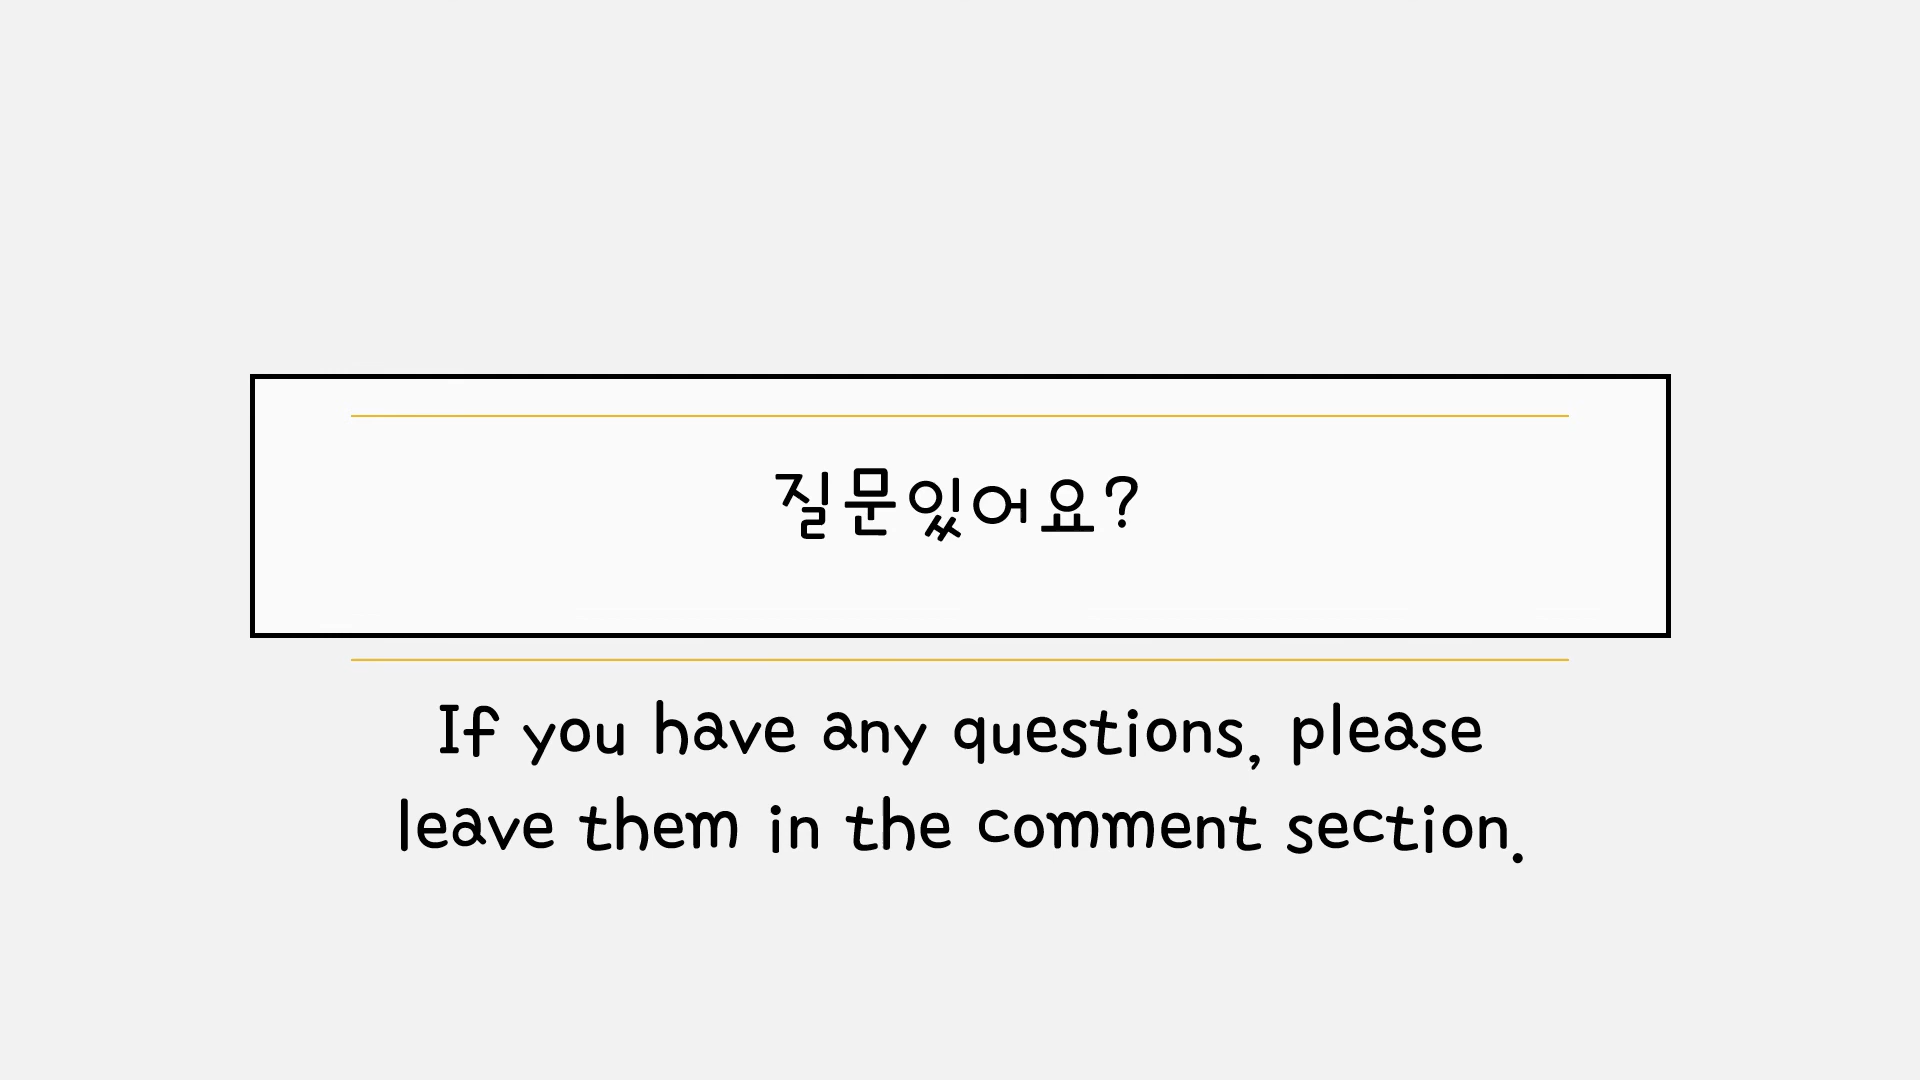 질문있어요?
If you have any questions, please
leave them in the comment section.